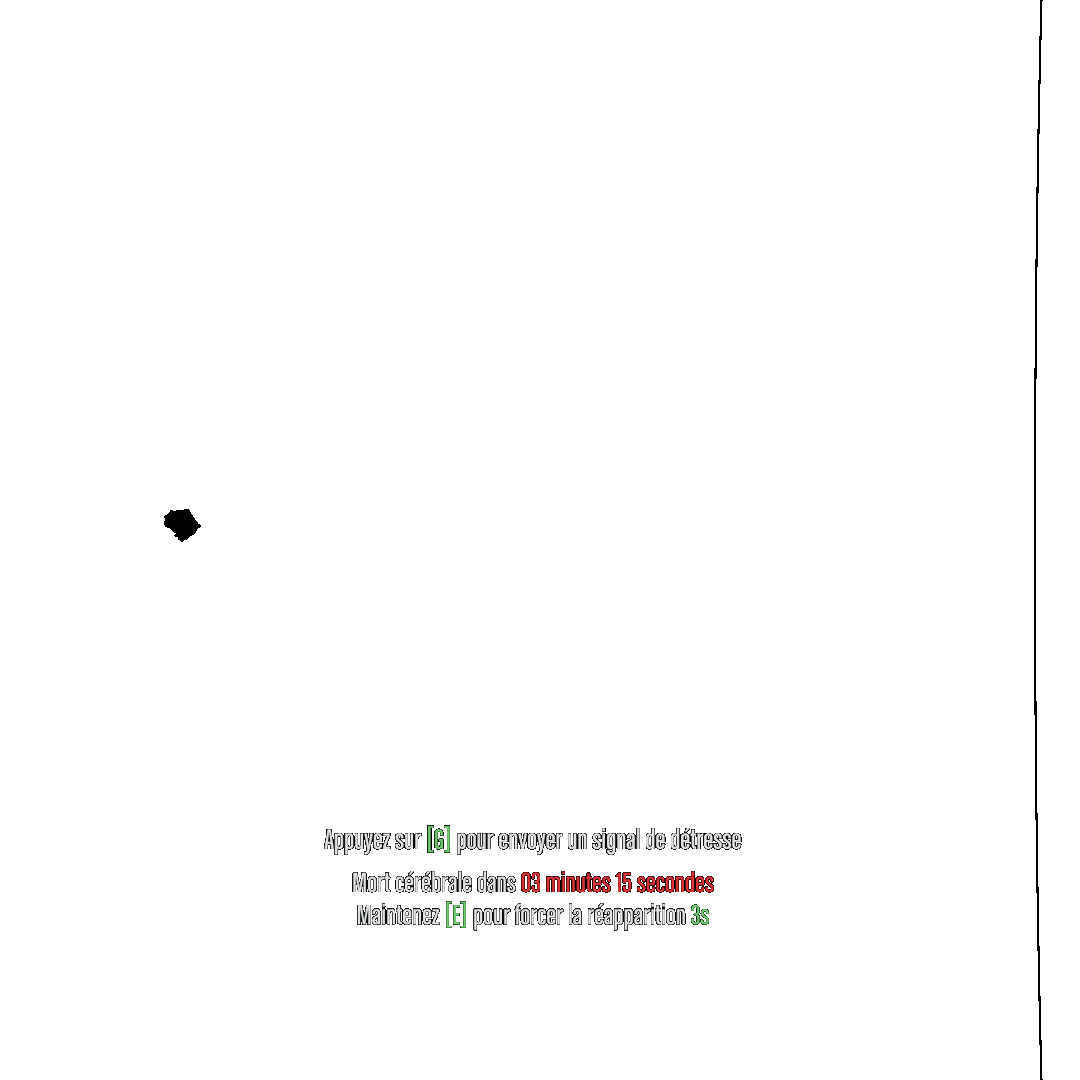 Appuyez sur [G] pour envoyer un signal de détresse
Mort cérébrale dans 03 minutes 15 secondes
Maintenez [E] pour forcer la réapparition 3s